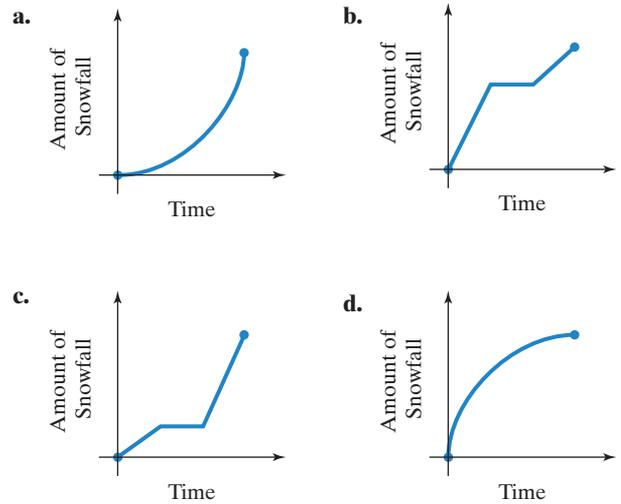 a.
Amount of
Snowfall
Time
b.
Amount of
Snowfall
Time
c.
Amount of
Snowfall
Time
d.
Amount of
Snowfall
Time